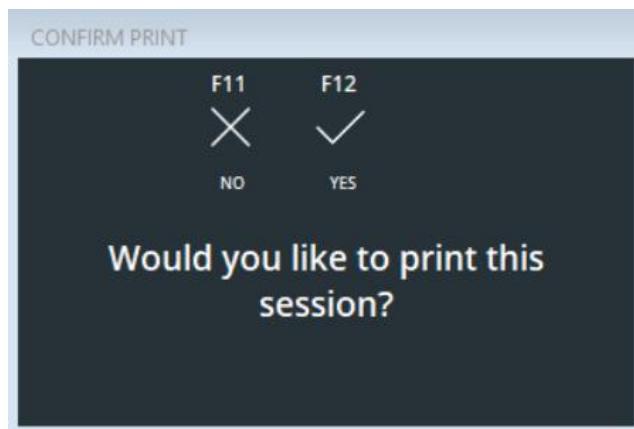 CONFIRM PRINT
F11 F12
NO YES
Would you like to print this
session?